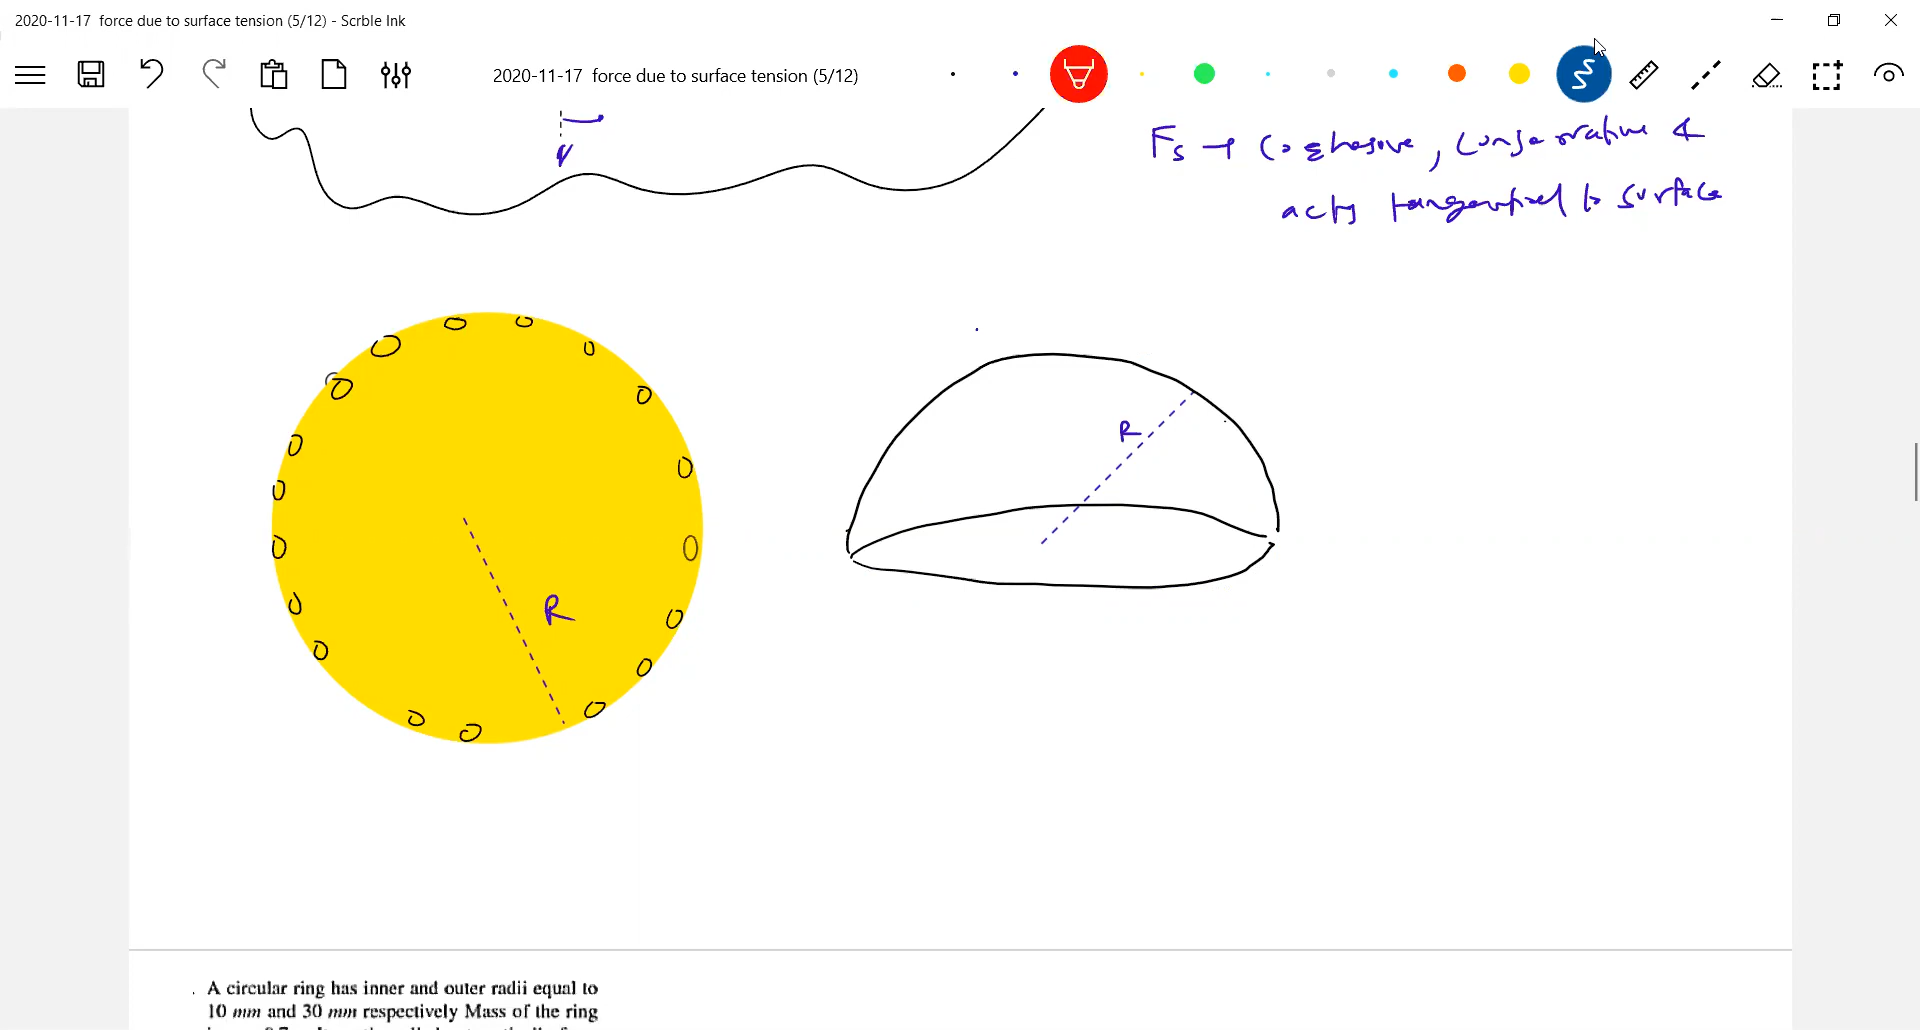 2020-11-17 force due to surface tension (5/12) - Scrble Ink
2020-11-17 force due to surface tension (5/12)
Fs → Cohesive, conservative &
acts tangential to surface
R
R
. A circular ring has inner and outer radii equal to
10 mm and 30 mm respectively Mass of the ring